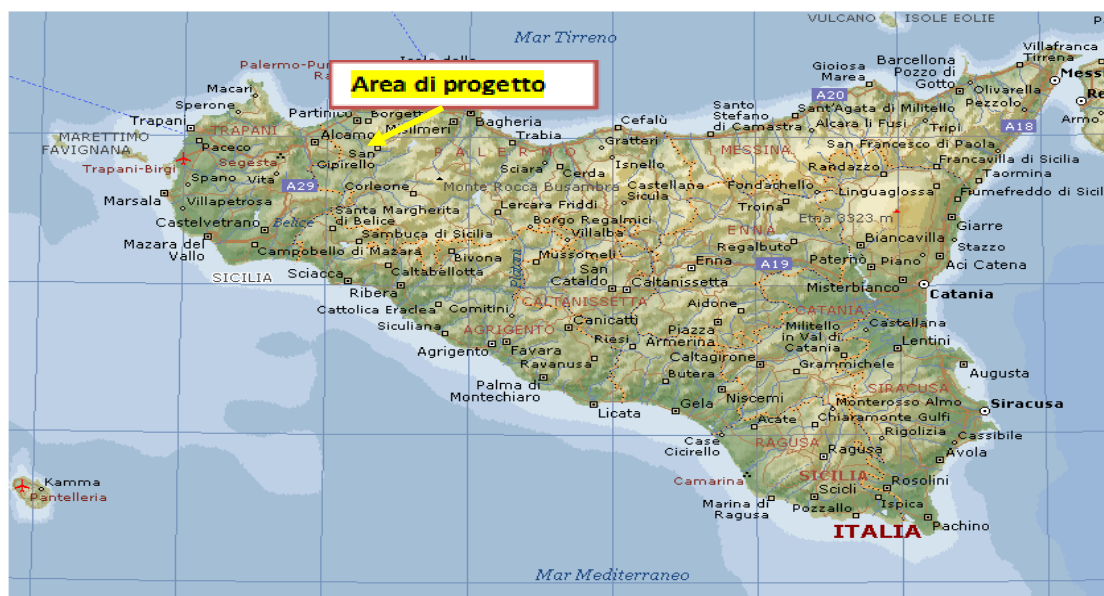 VULCANO
ISOLE EOLIE
Mar Tirreno
Villafranca
Tirrena
Barcellona
Pozzo di
Gotto
Gioiosa
Marea
Messi
Olivarella
Pezzolo
Armo
Macari
Sperone
Area di progetto
Partinico
Borgett
Bagheria
Trabia
Cefalù
Santo
Stefano
di Camastra
A20
Sant'Agata di Militello
Alcara li Fusi
Tripi
A18
Trapani
TRAPANI
Alcamo
Misilmeri
MARETTIMO
FAVIGNANA
Paceco
Segesta
San
Cipirello
PALERMO
Gratteri
MESSINA
San Francesco di Paola
Trapani-Birgi
Spano
Vita
Sciara
Cerda
Isnello
Randazzo
Francavilla di Sicilia
Taormina
A29
Corleone
Monte Rocca Busambra
Castellana
Sicula
Fondachello
Linguaglossa
Fiumefreddo di Sicil
Marsala
Villapetrosa
Santa Margherita
di Belice
Lercara Friddi
Troina
Etna 3323 m
Castelvetrano
Belice
Borgo Regalmici
Giarre
Mazara del
Vallo
Sambuca di Sicilia
Villalba
ENNA
Regalbuto
Biancavilla
Stazzo
Campobello di Mazara
Bivona
Mussomeli
Enna
A19
Paternò
Piano
Aci Catena
SICILIA
Sciacca
Caltabellotta
Platani
San
Cataldo
Caltanissetta
Misterbianco
Catania
Ribera
CALTANISSETTA
Aidone
Cattolica Eraclea
Comitini
CATANIA
Siculiana
AGRIGENTO
Canicattì
Piazza
Armerina
Militello
in Val di
Catania
Castellana
Lentini
Agrigento
Favara
Riesi
Caltagirone
Grammichele
Ravanusa
Butera
Augusta
Palma di
Montechiaro
Niscemi
SIRACUSA
Monterosso Almo
Licata
Gela
Acate
Chiaramonte Gulfi
Siracusa
Case
Cicirello
RAGUSA
Rigolizia
Cassibile
Ragusa
Avola
Kamma
Pantelleria
Camarina
SICILIA
Scicli
Rosolini
Marina di
Ragusa
Pozzallo
Ispica
Pachino
ITALIA
Mar Mediterraneo